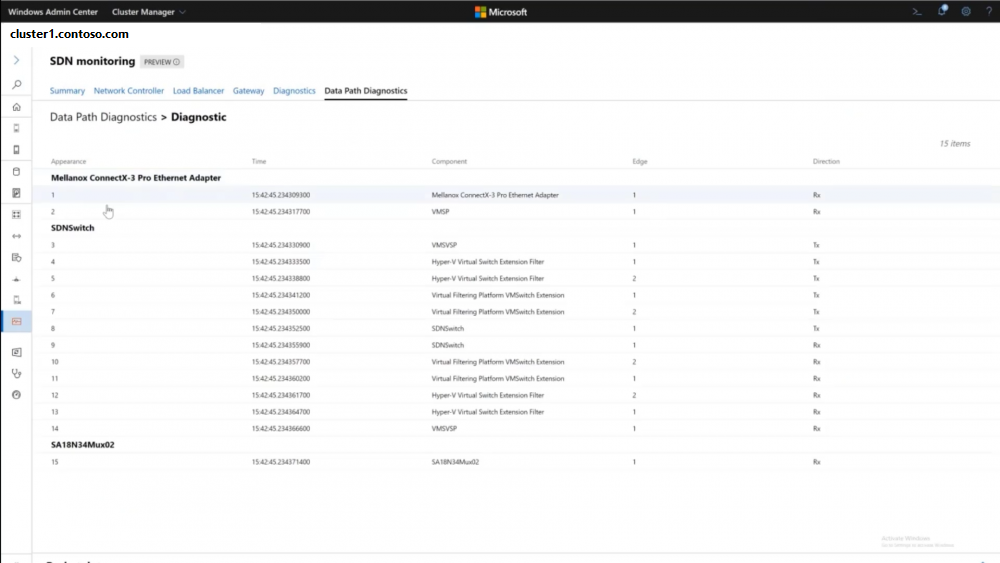 Windows Admin Center Cluster Manager Microsoft
cluster1.contoso.com
SDN monitoring PREVIEW
Summary Network Controller Load Balancer Gateway Diagnostics Data Path Diagnostics
Data Path Diagnostics > Diagnostic
15 items
Appearance Time Component Edge Direction
Mellanox ConnectX-3 Pro Ethernet Adapter
1 15:42:45.234309300 Mellanox ConnectX-3 Pro Ethernet Adapter 1 Rx
2 15:42:45.234317700 VMSP 1 Rx
SDNSwitch
3 15:42:45.234330900 VMSVSP 1 Tx
4 15:42:45.234333500 Hyper-V Virtual Switch Extension Filter 1 Tx
5 15:42:45.234338800 Hyper-V Virtual Switch Extension Filter 2 Tx
6 15:42:45.234341200 Virtual Filtering Platform VMSwitch Extension 1 Tx
7 15:42:45.234350000 Virtual Filtering Platform VMSwitch Extension 2 Tx
8 15:42:45.234352500 SDNSwitch 1 Tx
9 15:42:45.234355900 SDNSwitch 1 Rx
10 15:42:45.234357700 Virtual Filtering Platform VMSwitch Extension 2 Rx
11 15:42:45.234360200 Virtual Filtering Platform VMSwitch Extension 1 Rx
12 15:42:45.234361700 Hyper-V Virtual Switch Extension Filter 2 Rx
13 15:42:45.234364700 Hyper-V Virtual Switch Extension Filter 1 Rx
14 15:42:45.234366600 VMSVSP 1 Rx
SA18N34Mux02
15 15:42:45.234371400 SA18N34Mux02 1 Rx
Activate Windows
Go to Settings to activate Windows.